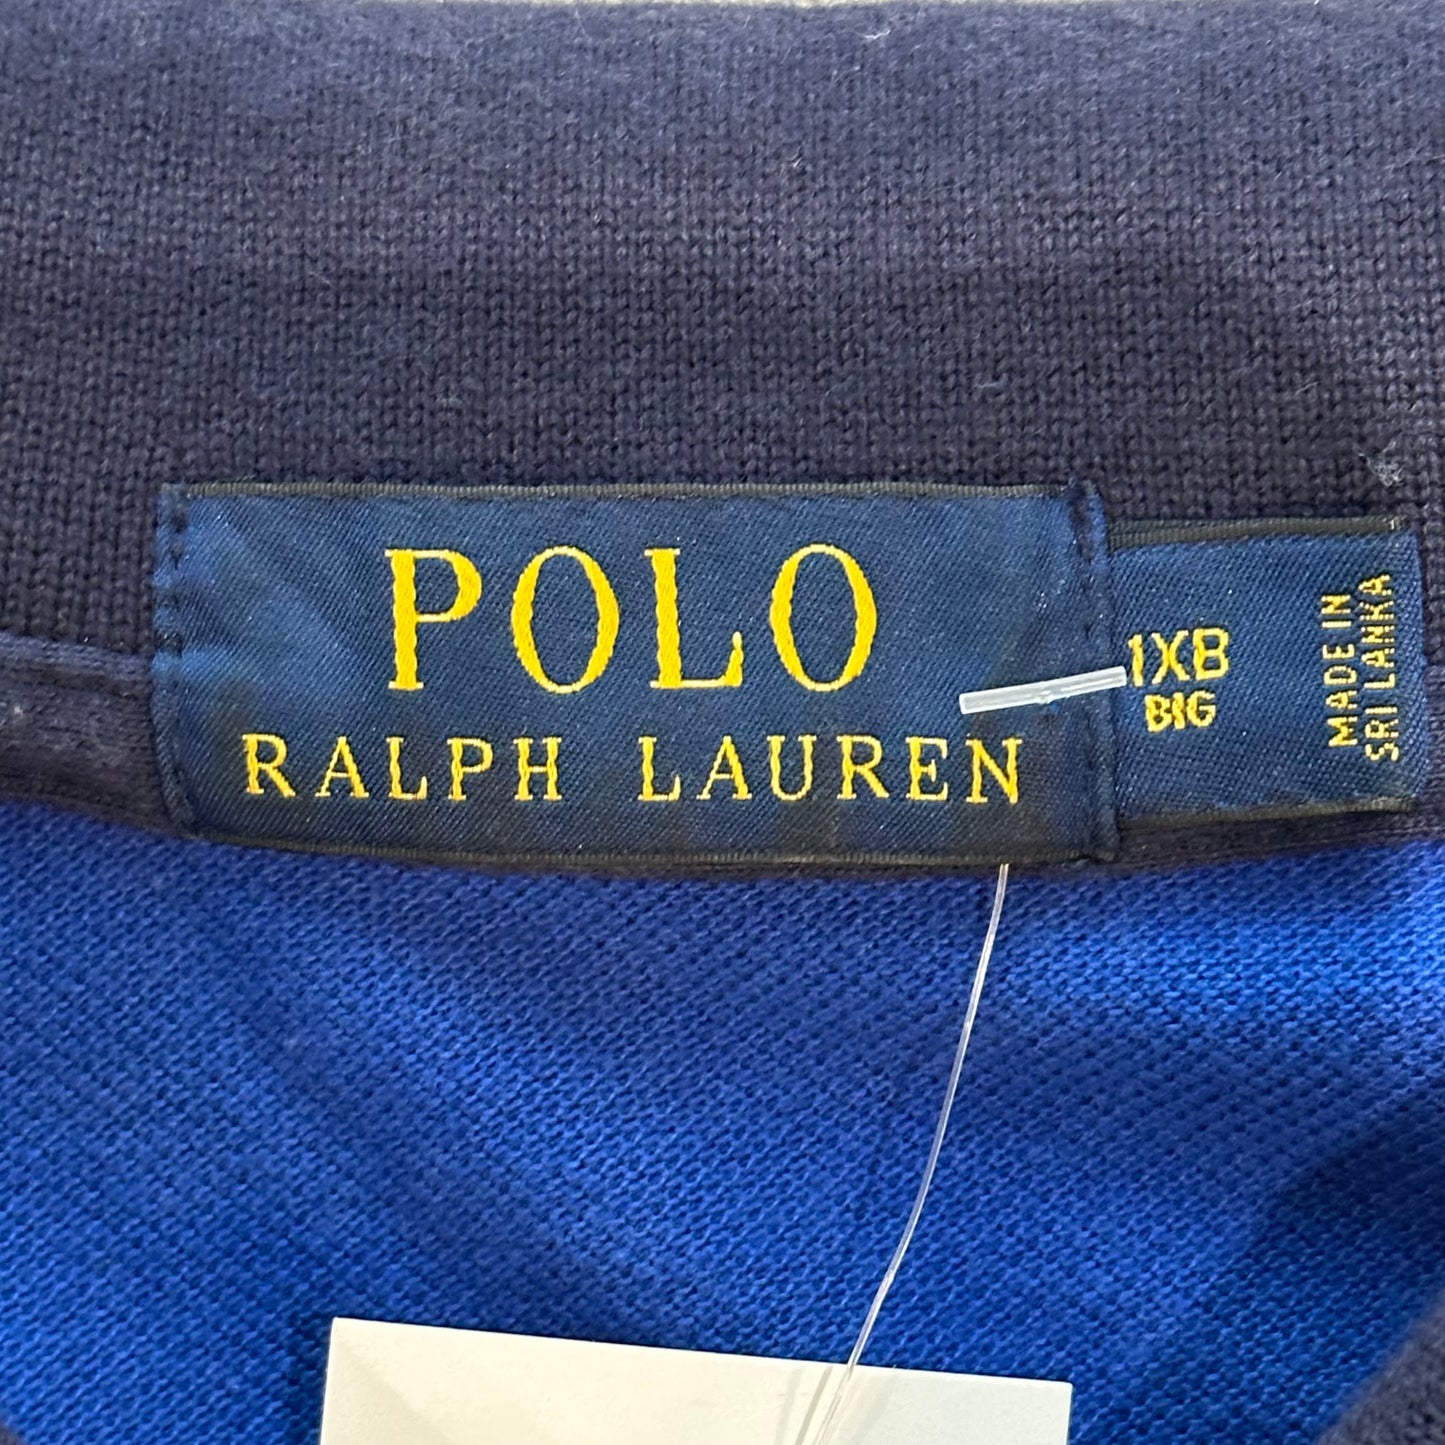 POLO
RALPH LAUREN
1XB
BIG
MADE IN
SRI LANKA